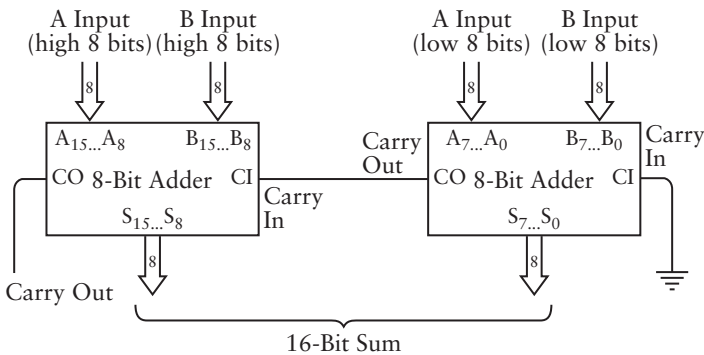 A Input
(high 8 bits)
B Input
(high 8 bits)
A Input
(low 8 bits)
B Input
(low 8 bits)
8
8
8
8
A15...A8
B15...B8
CO 8-Bit Adder CI
S15...S8
Carry
In
Carry
Out
A7...A0
B7...B0
CO 8-Bit Adder CI
S7...S0
Carry
In
8
8
Carry Out
16-Bit Sum